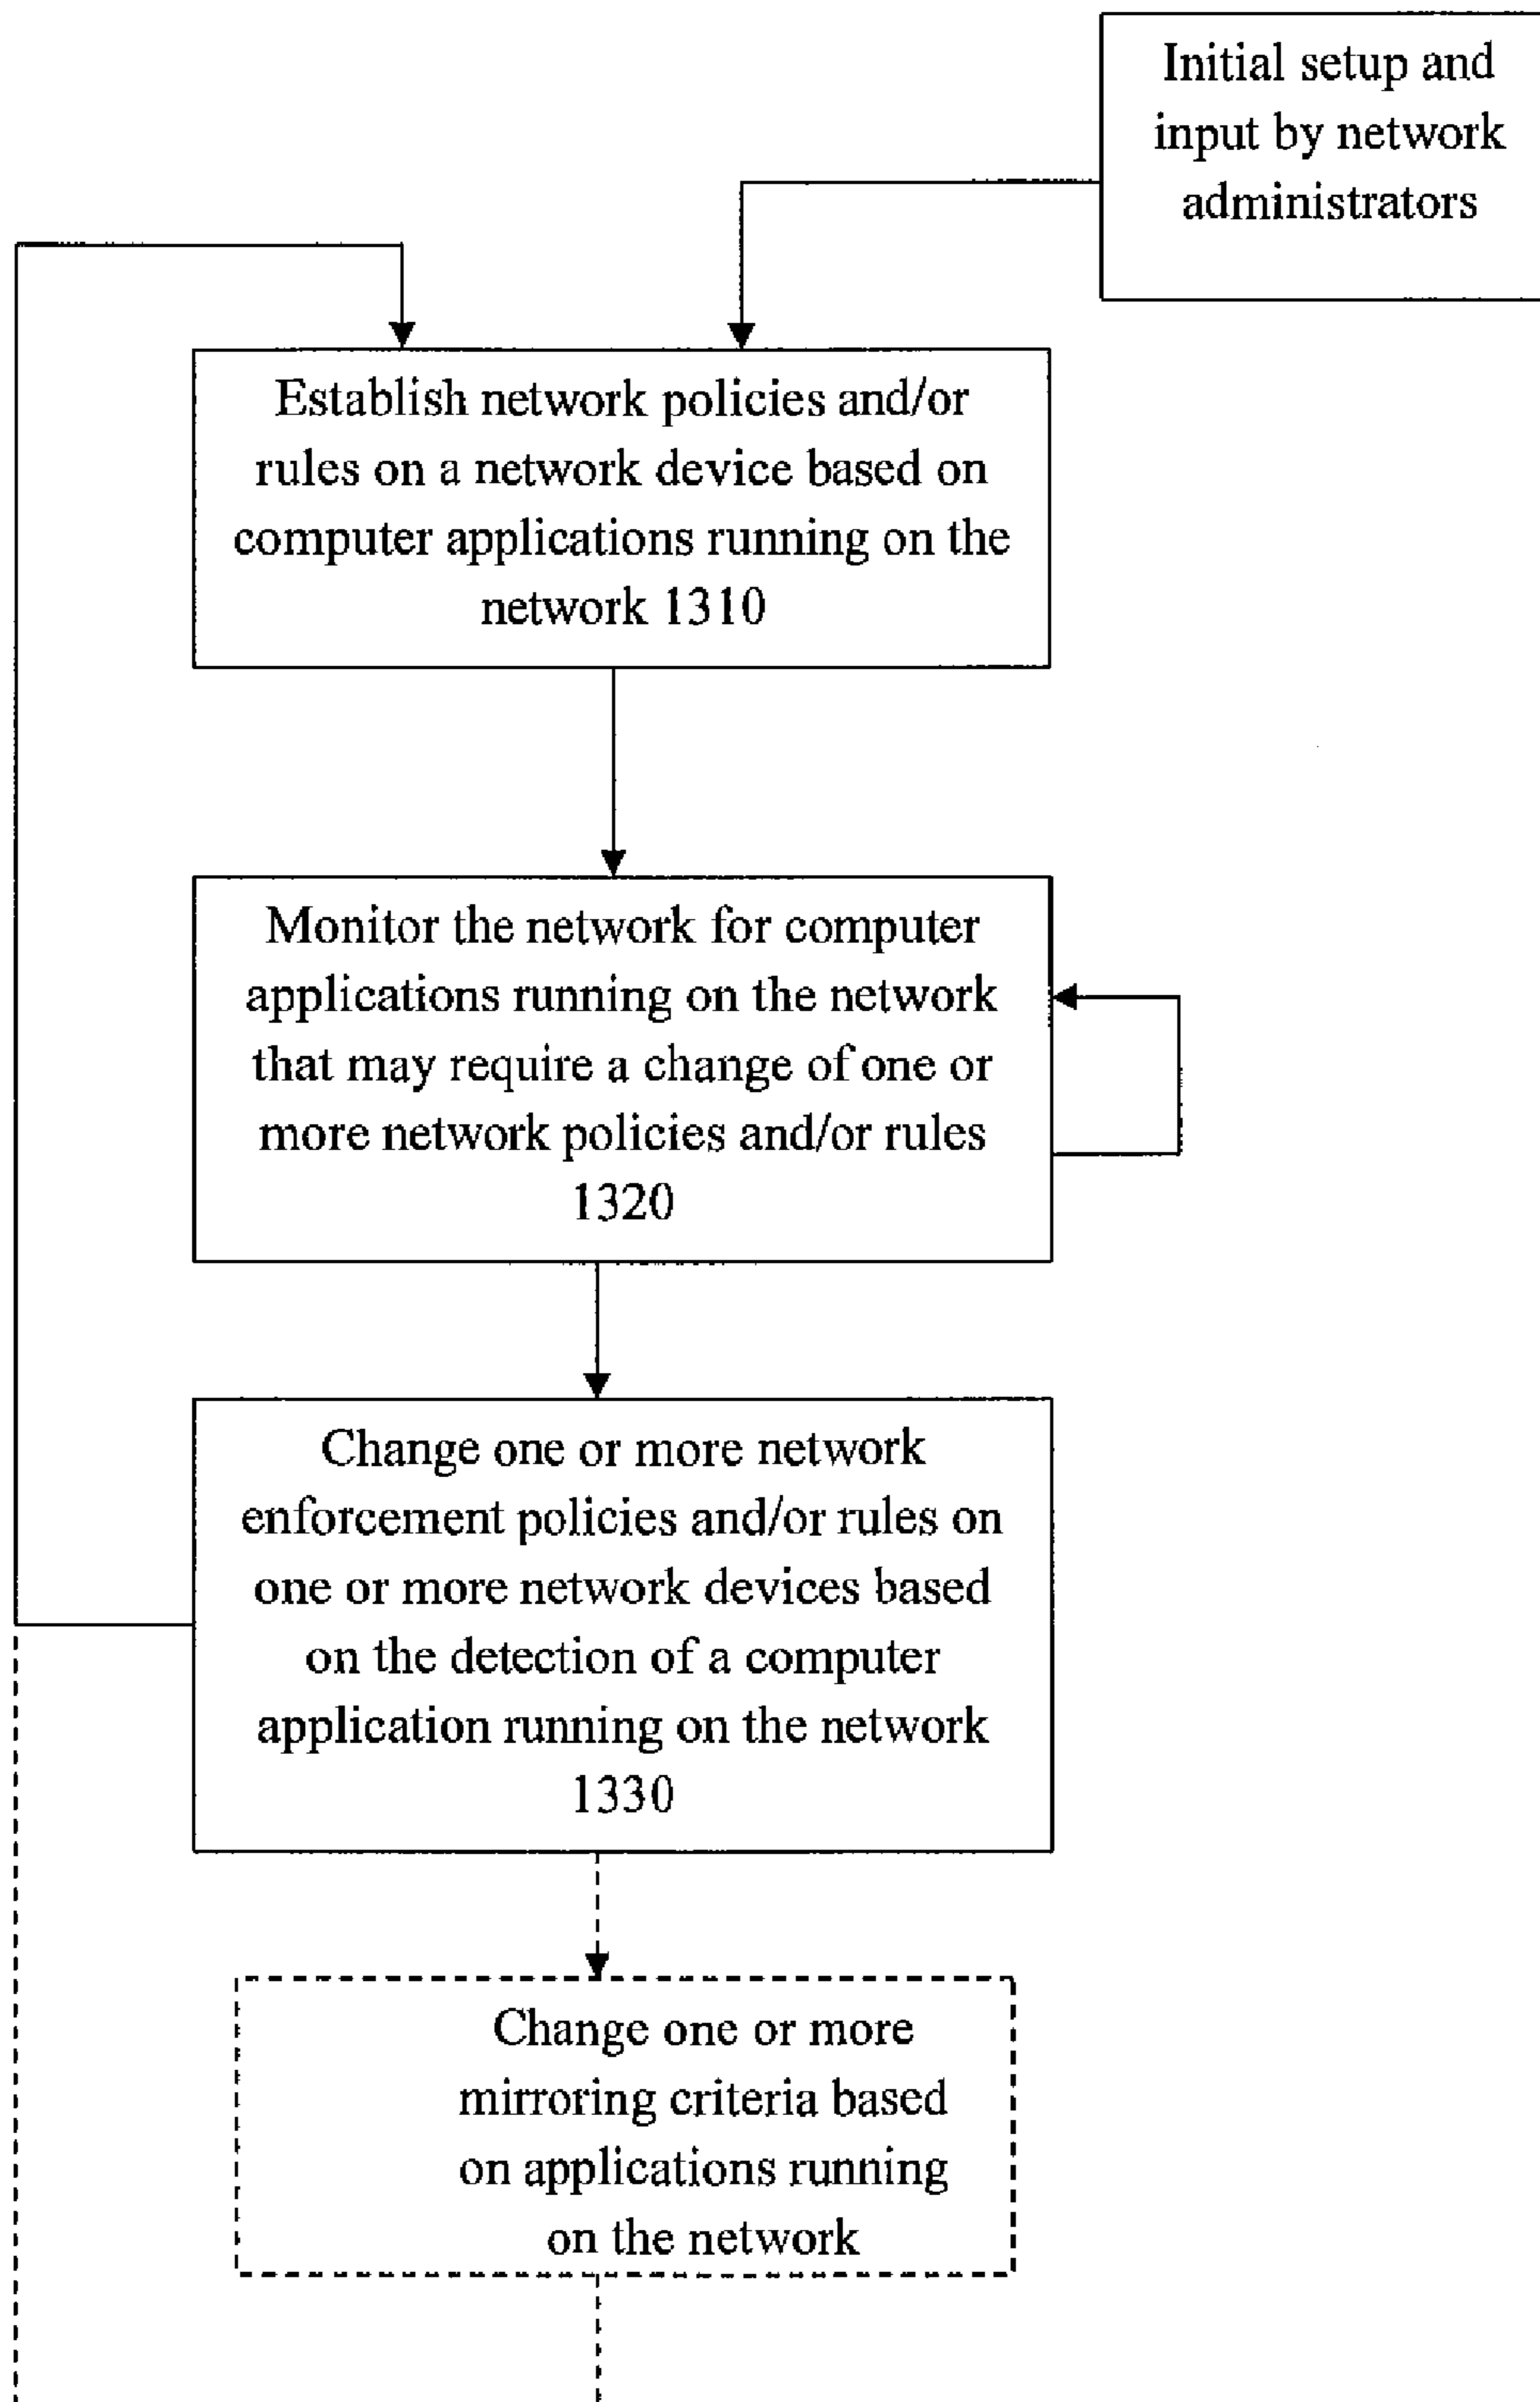 Initial setup and
input by network
administrators
Establish network policies and/or
rules on a network device based on
computer applications running on the
network 1310
Monitor the network for computer
applications running on the network
that may require a change of one or
more network policies and/or rules
1320
Change one or more network
enforcement policies and/or rules on
one or more network devices based
on the detection of a computer
application running on the network
1330
Change one or more
mirroring criteria based
on applications running
on the network